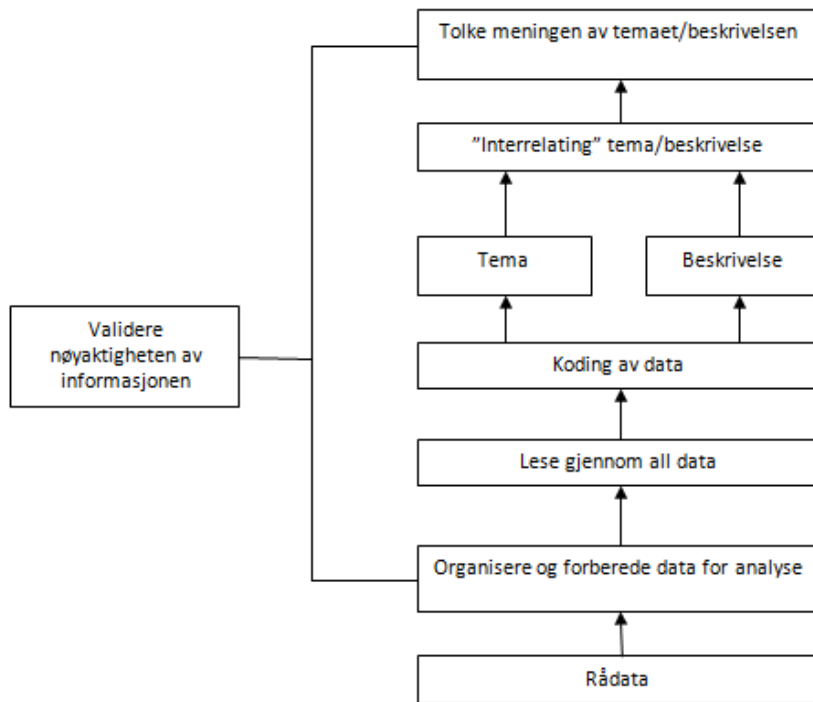 Tolke meningen av temaet/beskrivelsen
”Interrelating” tema/beskrivelse
Tema
Beskrivelse
Validere
nøyaktigheten av
informasjonen
Koding av data
Lese gjennom all data
Organisere og forberede data for analyse
Rådata